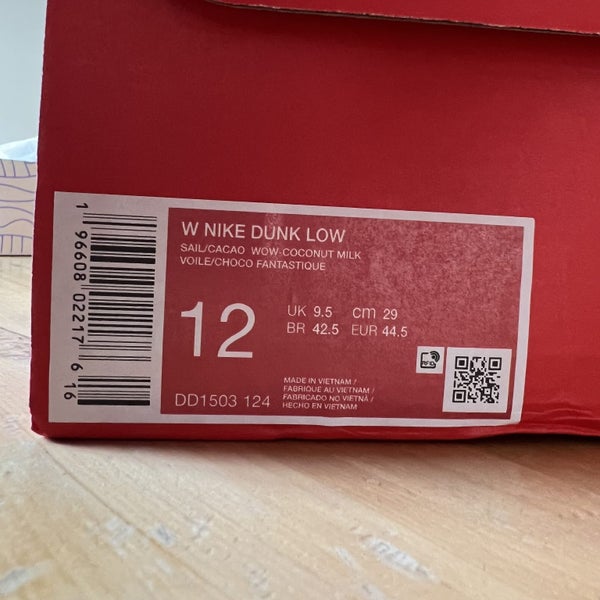 1 96608 02217 6 16
W NIKE DUNK LOW
SAIL/CACAO WOW-COCONUT MILK
VOILE/CHOCO FANTASTIQUE
12
UK 9.5 cm 29
BR 42.5 EUR 44.5
DD1503 124
MADE IN VIETNAM /
FABRIQUE AU VIETNAM /
FABRICADO NO VIETNÃ /
HECHO EN VIETNAM
RFID